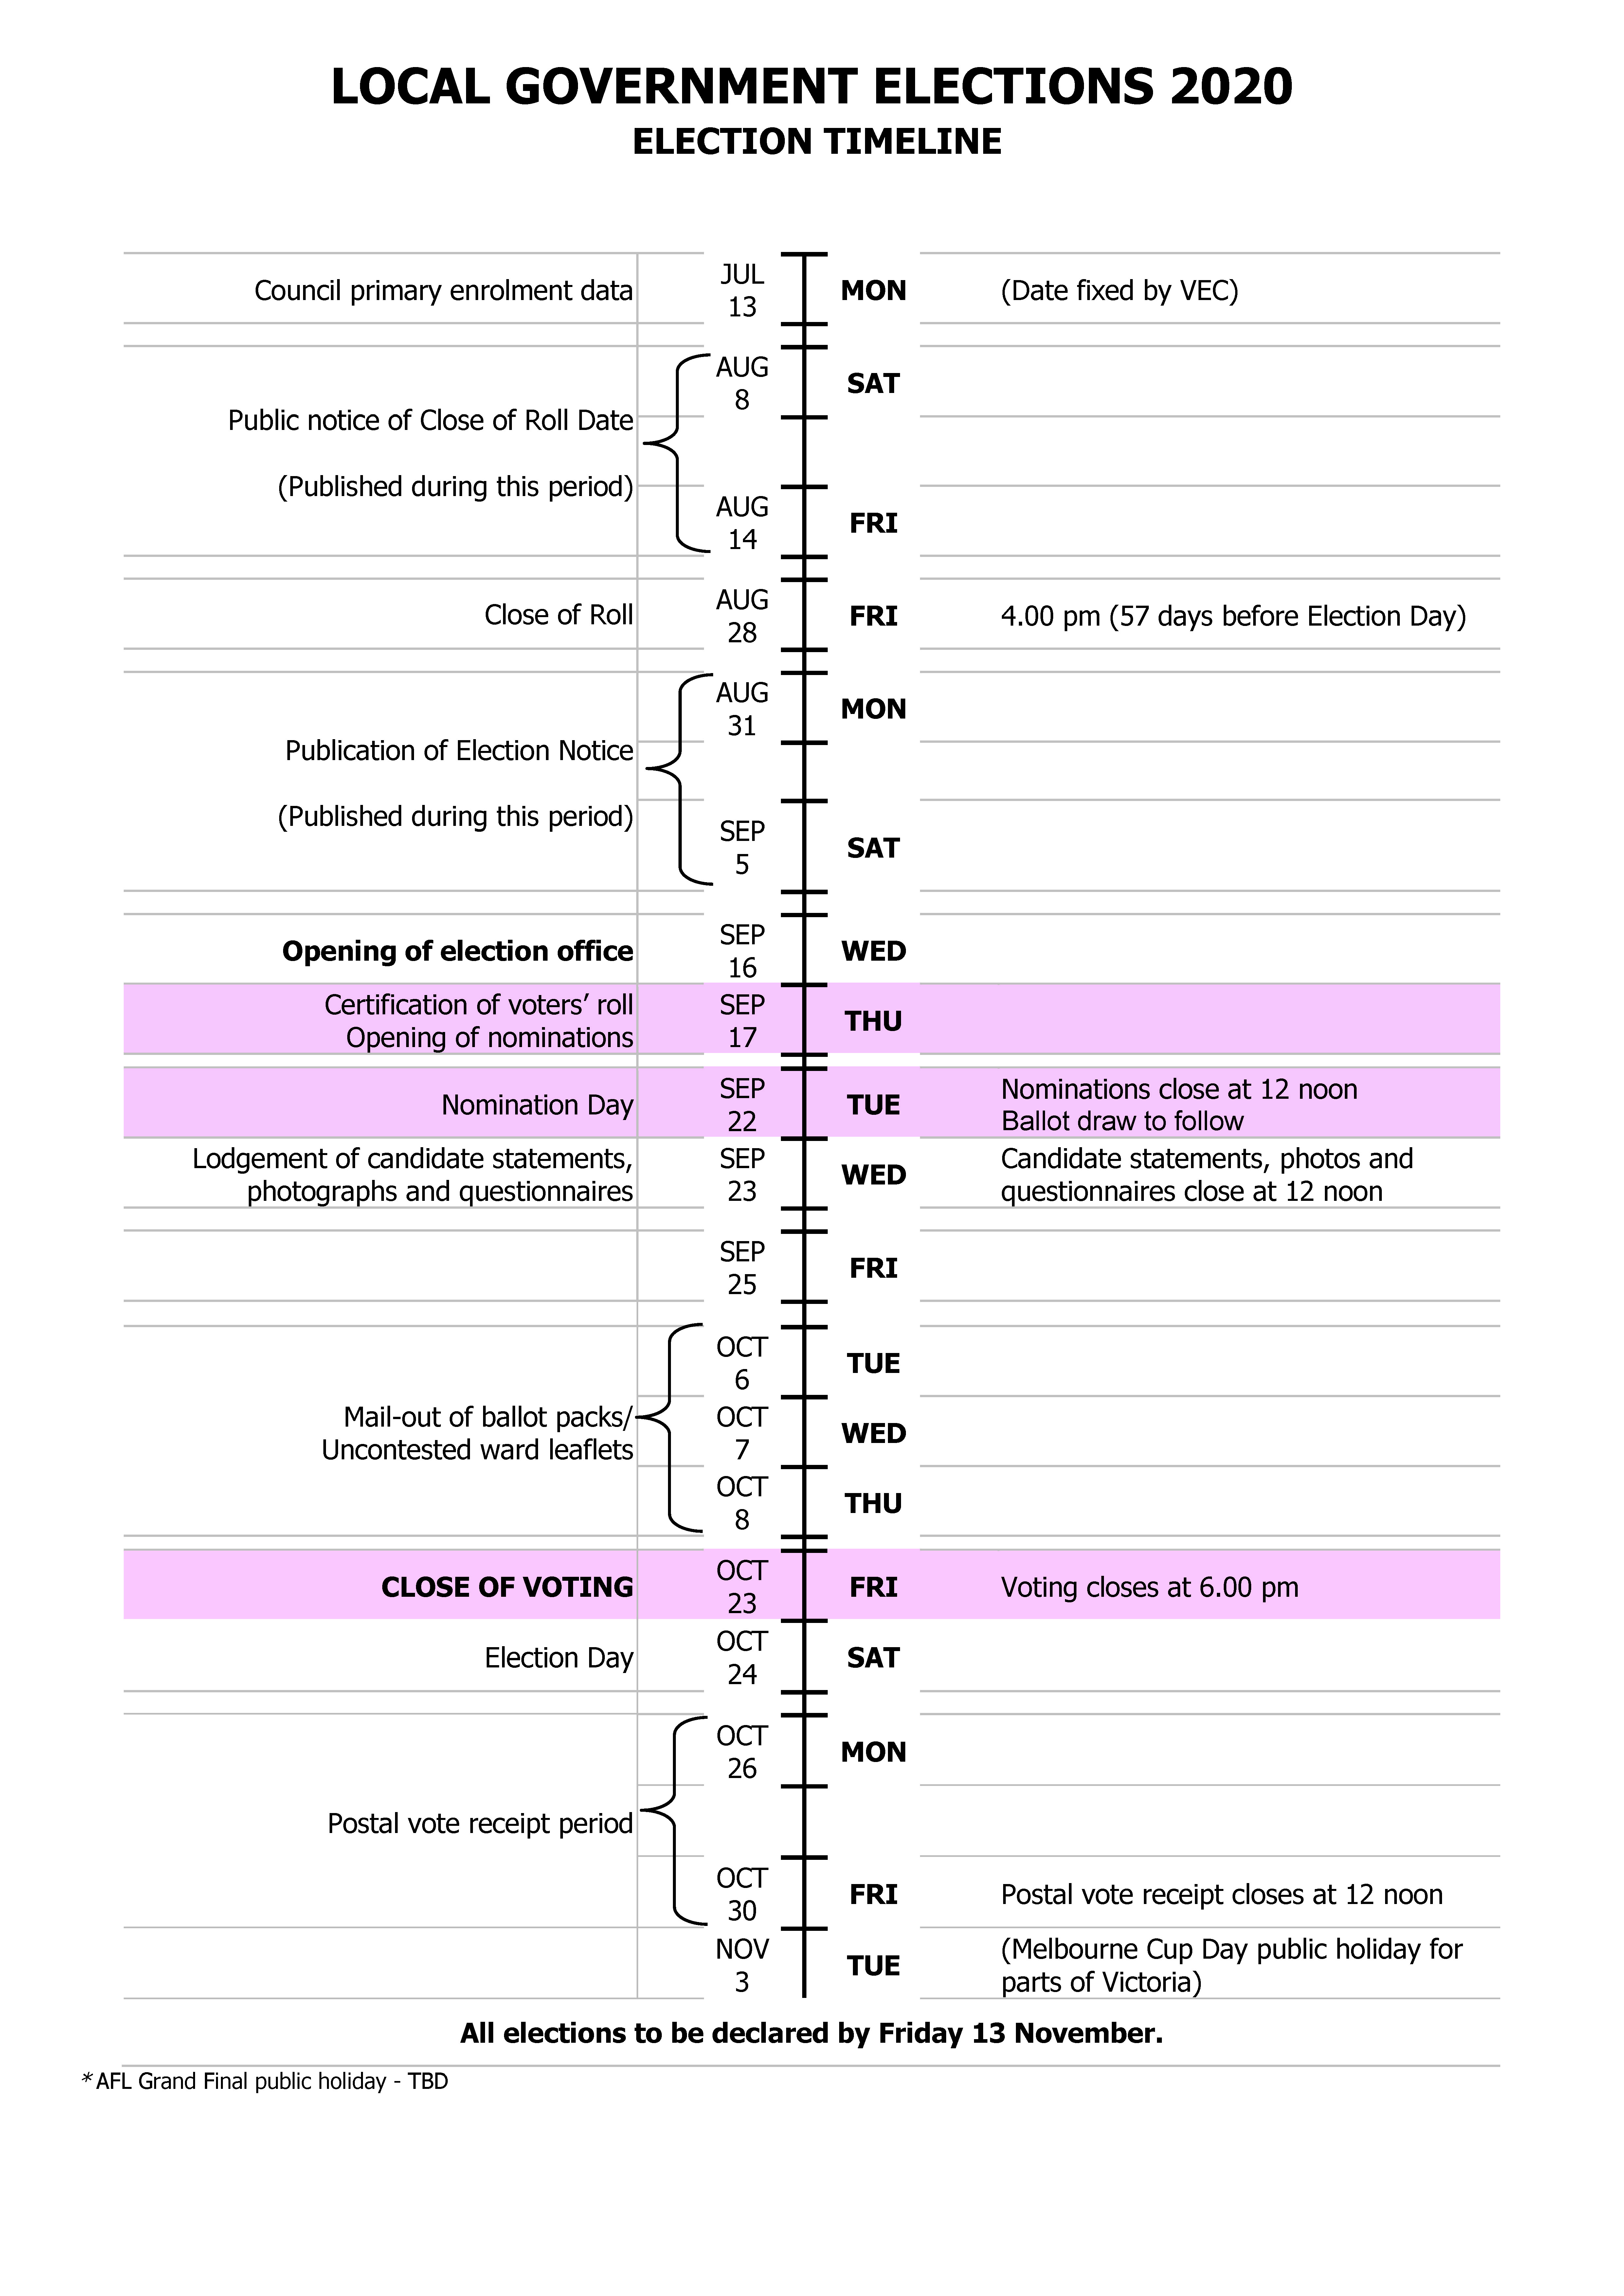 LOCAL GOVERNMENT ELECTIONS 2020
ELECTION TIMELINE
Council primary enrolment data
JUL
13
MON
(Date fixed by VEC)
Public notice of Close of Roll Date
(Published during this period)
AUG
8
SAT
AUG
14
FRI
Close of Roll
AUG
28
FRI
4.00 pm (57 days before Election Day)
Publication of Election Notice
(Published during this period)
AUG
31
MON
SEP
5
SAT
Opening of election office
SEP
16
WED
Certification of voters’ roll
Opening of nominations
SEP
17
THU
Nomination Day
SEP
22
TUE
Nominations close at 12 noon
Ballot draw to follow
Lodgement of candidate statements,
photographs and questionnaires
SEP
23
WED
Candidate statements, photos and
questionnaires close at 12 noon
SEP
25
FRI
Mail-out of ballot packs/
Uncontested ward leaflets
OCT
6
TUE
OCT
7
WED
OCT
8
THU
CLOSE OF VOTING
OCT
23
FRI
Voting closes at 6.00 pm
Election Day
OCT
24
SAT
Postal vote receipt period
OCT
26
MON
OCT
30
FRI
Postal vote receipt closes at 12 noon
NOV
3
TUE
(Melbourne Cup Day public holiday for
parts of Victoria)
All elections to be declared by Friday 13 November.
* AFL Grand Final public holiday - TBD